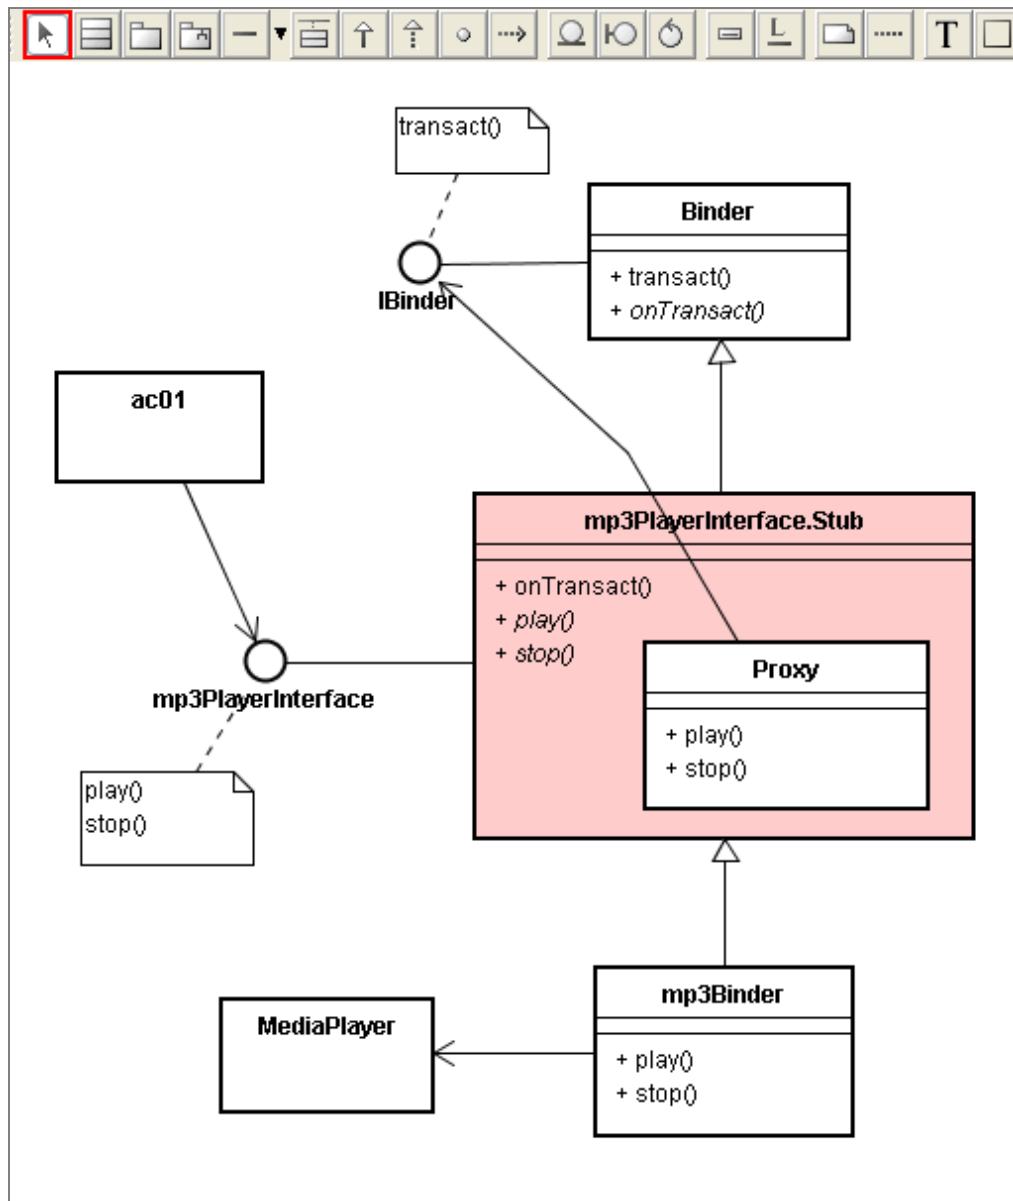 L
T
transact()
Binder
+ transact()
+ onTransact()
IBinder
ac01
mp3PlayerInterface.Stub
+ onTransact()
+ play()
+ stop()
Proxy
+ play()
+ stop()
mp3PlayerInterface
play()
stop()
mp3Binder
+ play()
+ stop()
MediaPlayer